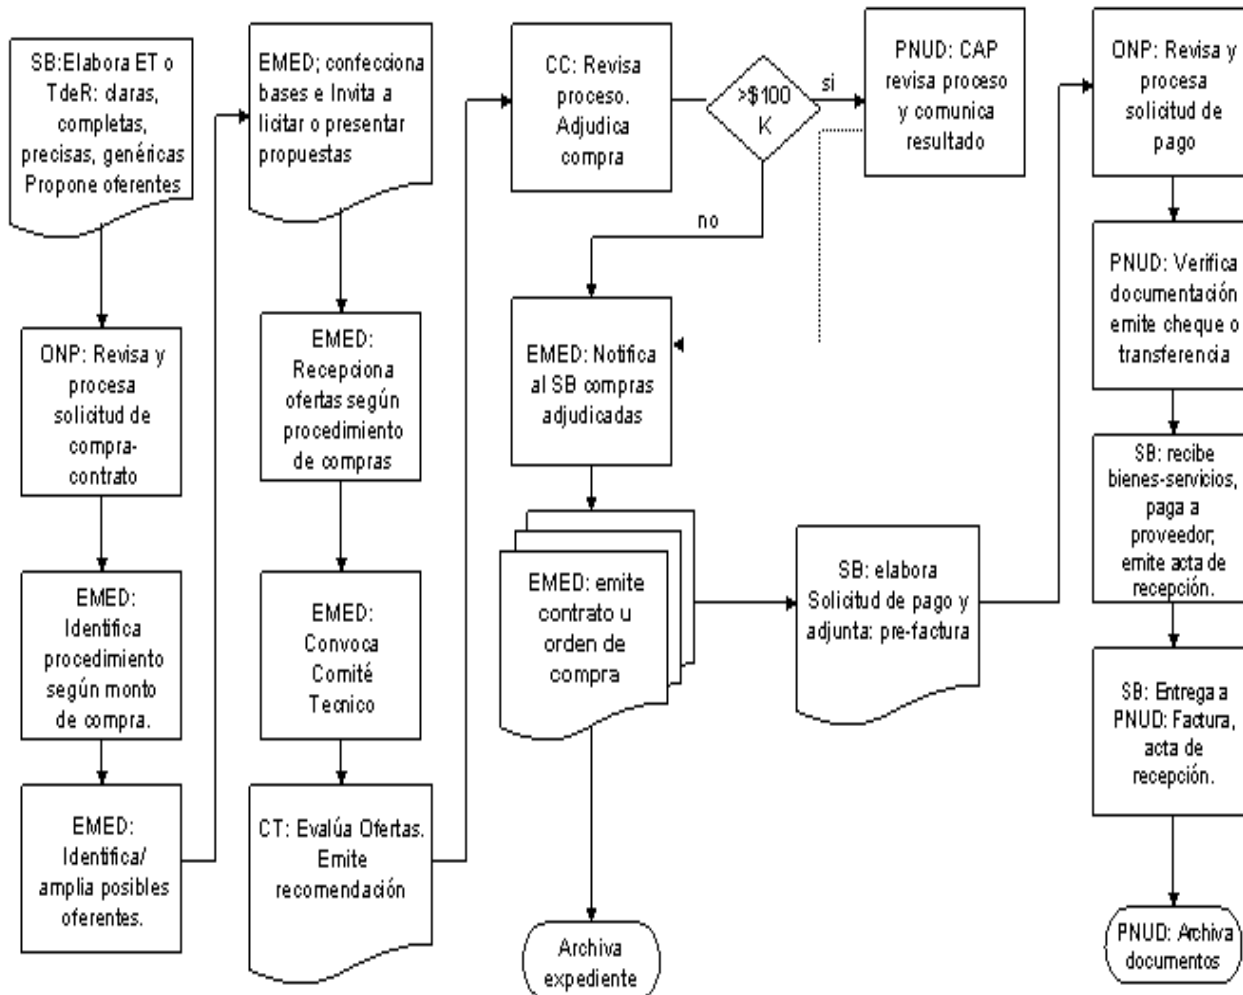 SB:Elabora ET o
TdeR: claras,
completas,
precisas, genéricas
Propone oferentes
ONP: Revisa y
procesa
solicitud de
compra-
contrato
EMED:
Identifica
procedimiento
según monto
de compra.
EMED:
Identifica/
amplia posibles
oferentes.
EMED; confecciona
bases e Invita a
licitar o presentar
propuestas
EMED:
Recepciona
ofertas según
procedimiento
de compras
EMED:
Convoca
Comité
Tecnico
CT: Evalúa Ofertas.
Emite
recomendación
CC: Revisa
proceso.
Adjudica
compra
>$100
K
si
no
PNUD: CAP
revisa proceso
y comunica
resultado
EMED: Notifica
al SB compras
adjudicadas
EMED: emite
contrato u
orden de
compra
Archiva
expediente
SB: elabora
Solicitud de pago y
adjunta: pre-factura
ONP: Revisa y
procesa
solicitud de
pago
PNUD: Verifica
documentación
emite cheque o
transferencia
SB: recibe
bienes-servicios,
paga a
proveedor;
emite acta de
recepción.
SB: Entrega a
PNUD: Factura,
acta de
recepción.
PNUD: Archiva
documentos